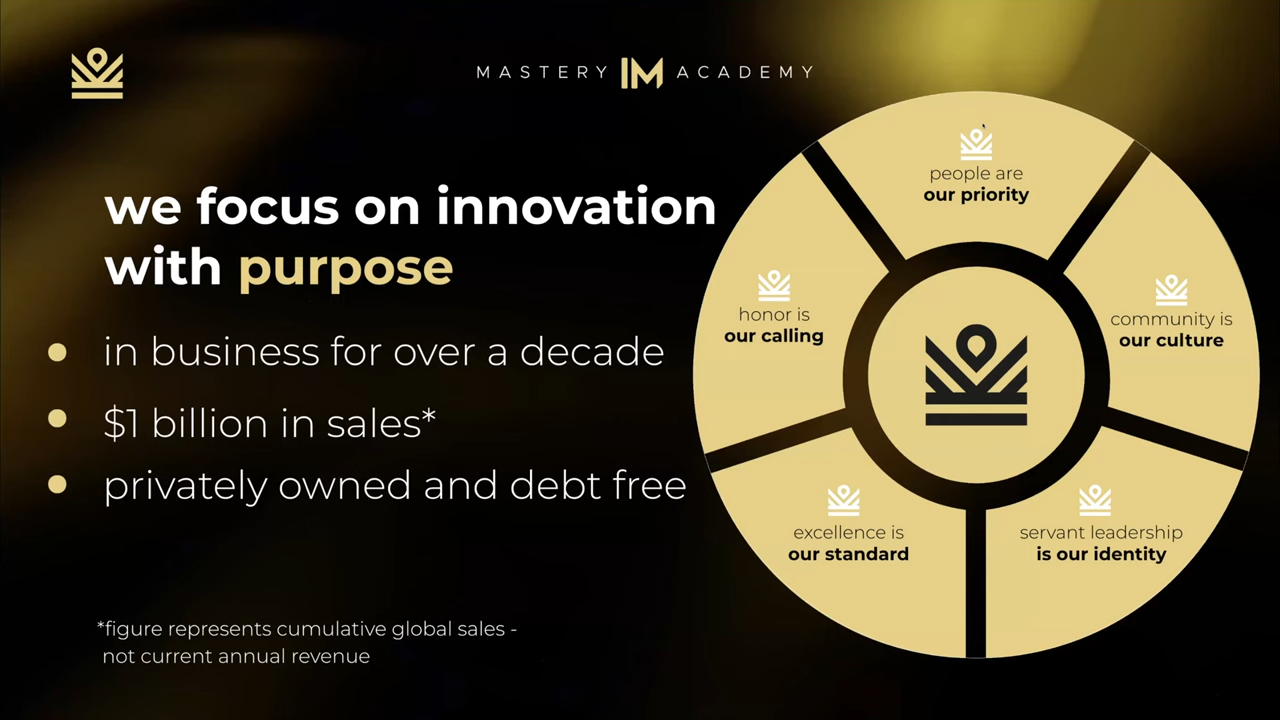 MASTERY IM ACADEMY
we focus on innovation
with purpose
in business for over a decade
$1 billion in sales*
privately owned and debt free
*figure represents cumulative global sales -
not current annual revenue
people are
our priority
community is
our culture
servant leadership
is our identity
excellence is
our standard
honor is
our calling